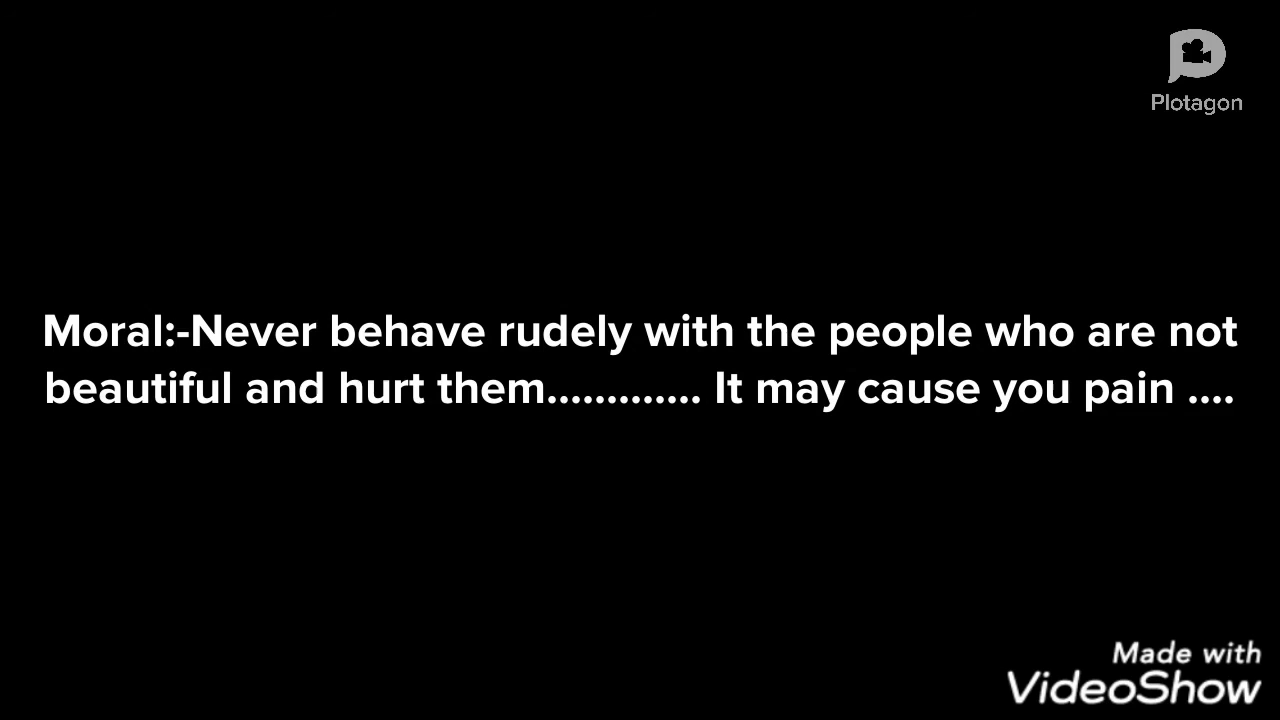 Plotagon
Moral:-Never behave rudely with the people who are not
beautiful and hurt them............. It may cause you pain ....
Made with
VideoShow